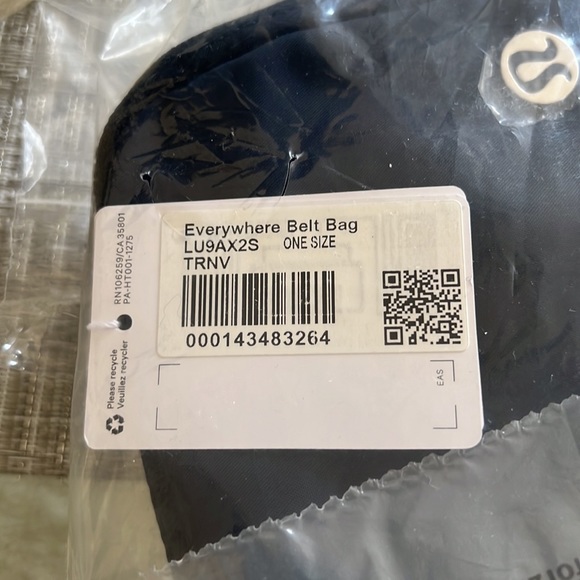 Everywhere Belt Bag
LU9AX2S ONE SIZE
TRNV
000143483264
RN106259/CA35801
PA-HT001-1275
Please recycle
Veuillez recycler
EAS